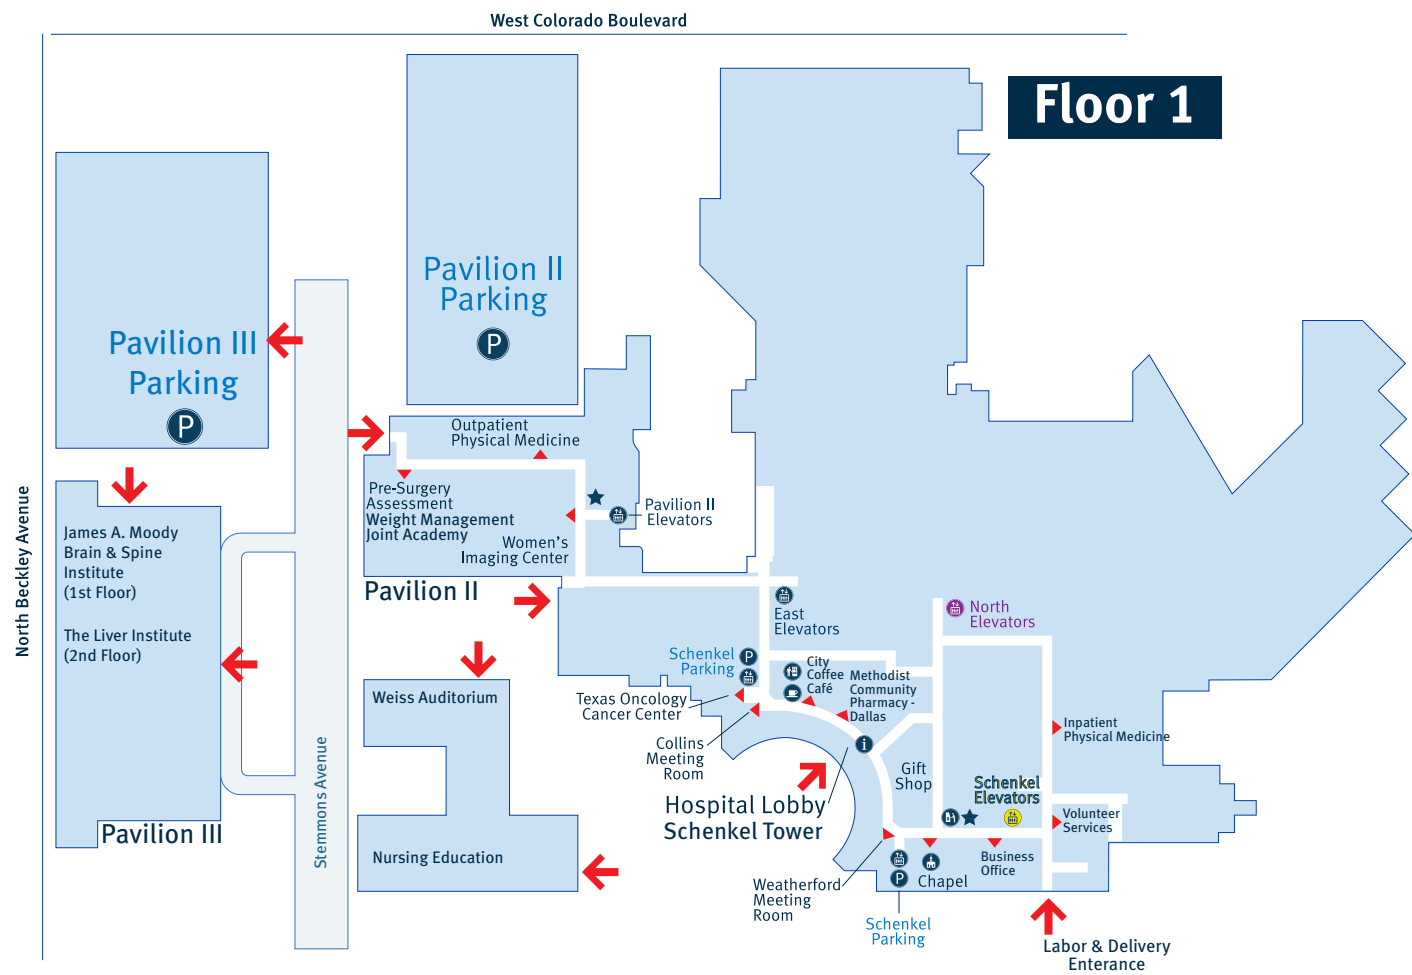 West Colorado Boulevard
Floor 1
North Beckley Avenue
Pavilion III
Parking
P
Pavilion II
Parking
P
Outpatient
Physical Medicine
Pre-Surgery
Assessment
Weight Management
Joint Academy
Women's
Imaging Center
Pavilion II
Elevators
Pavilion II
James A. Moody
Brain & Spine
Institute
(1st Floor)
The Liver Institute
(2nd Floor)
Pavilion III
Stemmons Avenue
Weiss Auditorium
Nursing Education
East
Elevators
North
Elevators
Schenkel
Parking
P
City
Coffee
Café
Methodist
Community
Pharmacy -
Dallas
Texas Oncology
Cancer Center
Collins
Meeting
Room
i
Inpatient
Physical Medicine
Gift
Shop
Schenkel
Elevators
Hospital Lobby
Schenkel Tower
Volunteer
Services
Business
Office
Chapel
P
Weatherford
Meeting
Room
Schenkel
Parking
Labor & Delivery
Enterance